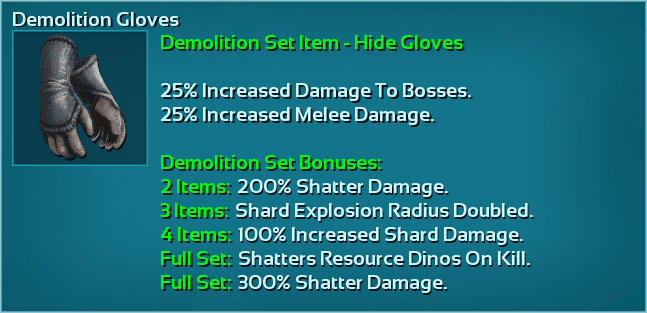 Demolition Gloves
Demolition Set Item - Hide Gloves
25% Increased Damage To Bosses.
25% Increased Melee Damage.
Demolition Set Bonuses:
2 Items: 200% Shatter Damage.
3 Items: Shard Explosion Radius Doubled.
4 Items: 100% Increased Shard Damage.
Full Set: Shatters Resource Dinos On Kill.
Full Set: 300% Shatter Damage.